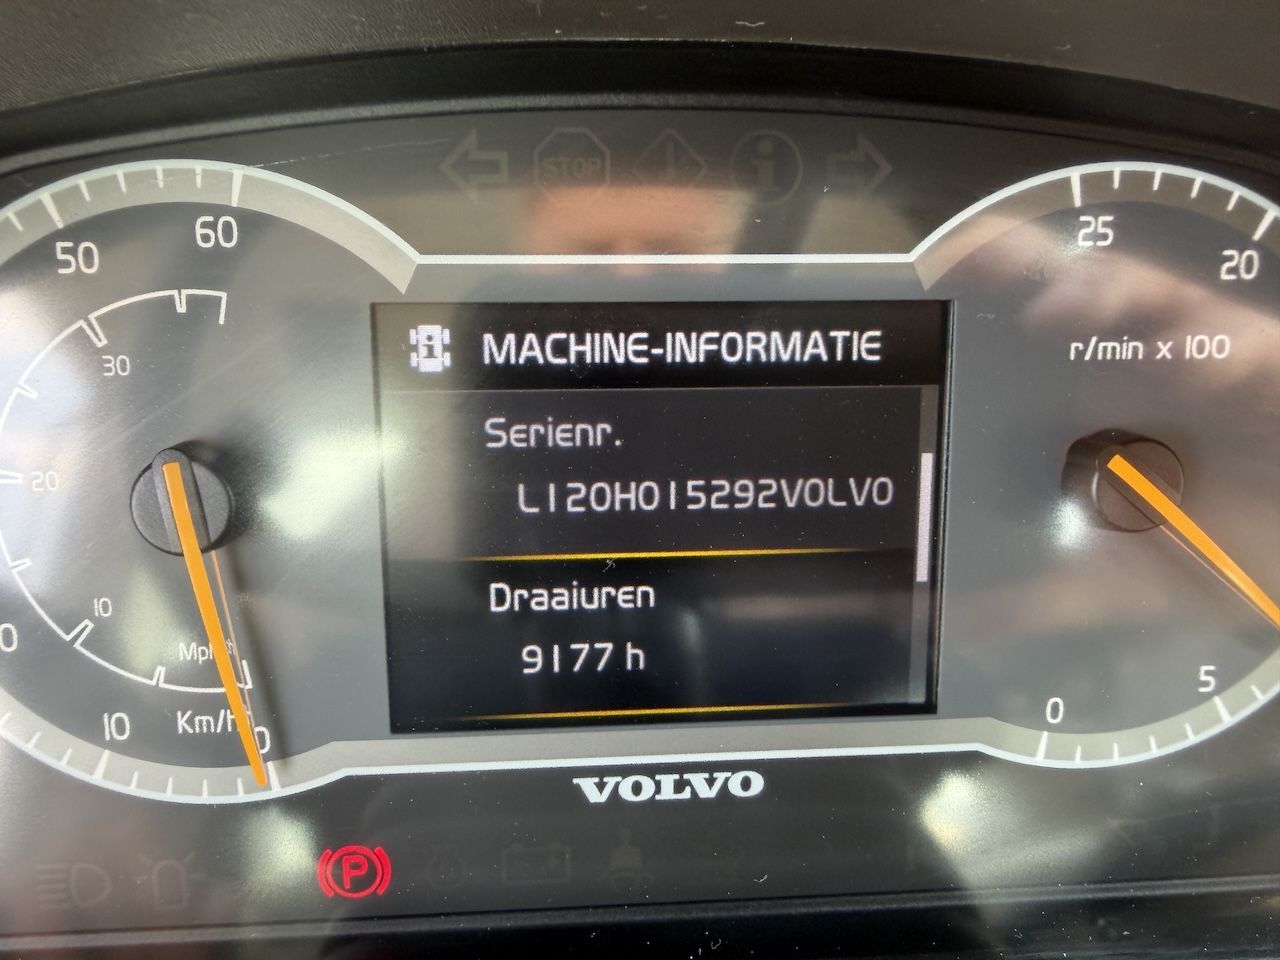 STOP
60
50
30
20
10
Mph
Km/h
10
0
MACHINE-INFORMATIE
Serienr.
L120H015292VOLVO
Draaiuren
9177 h
25
20
r/min x 100
5
0
VOLVO
P